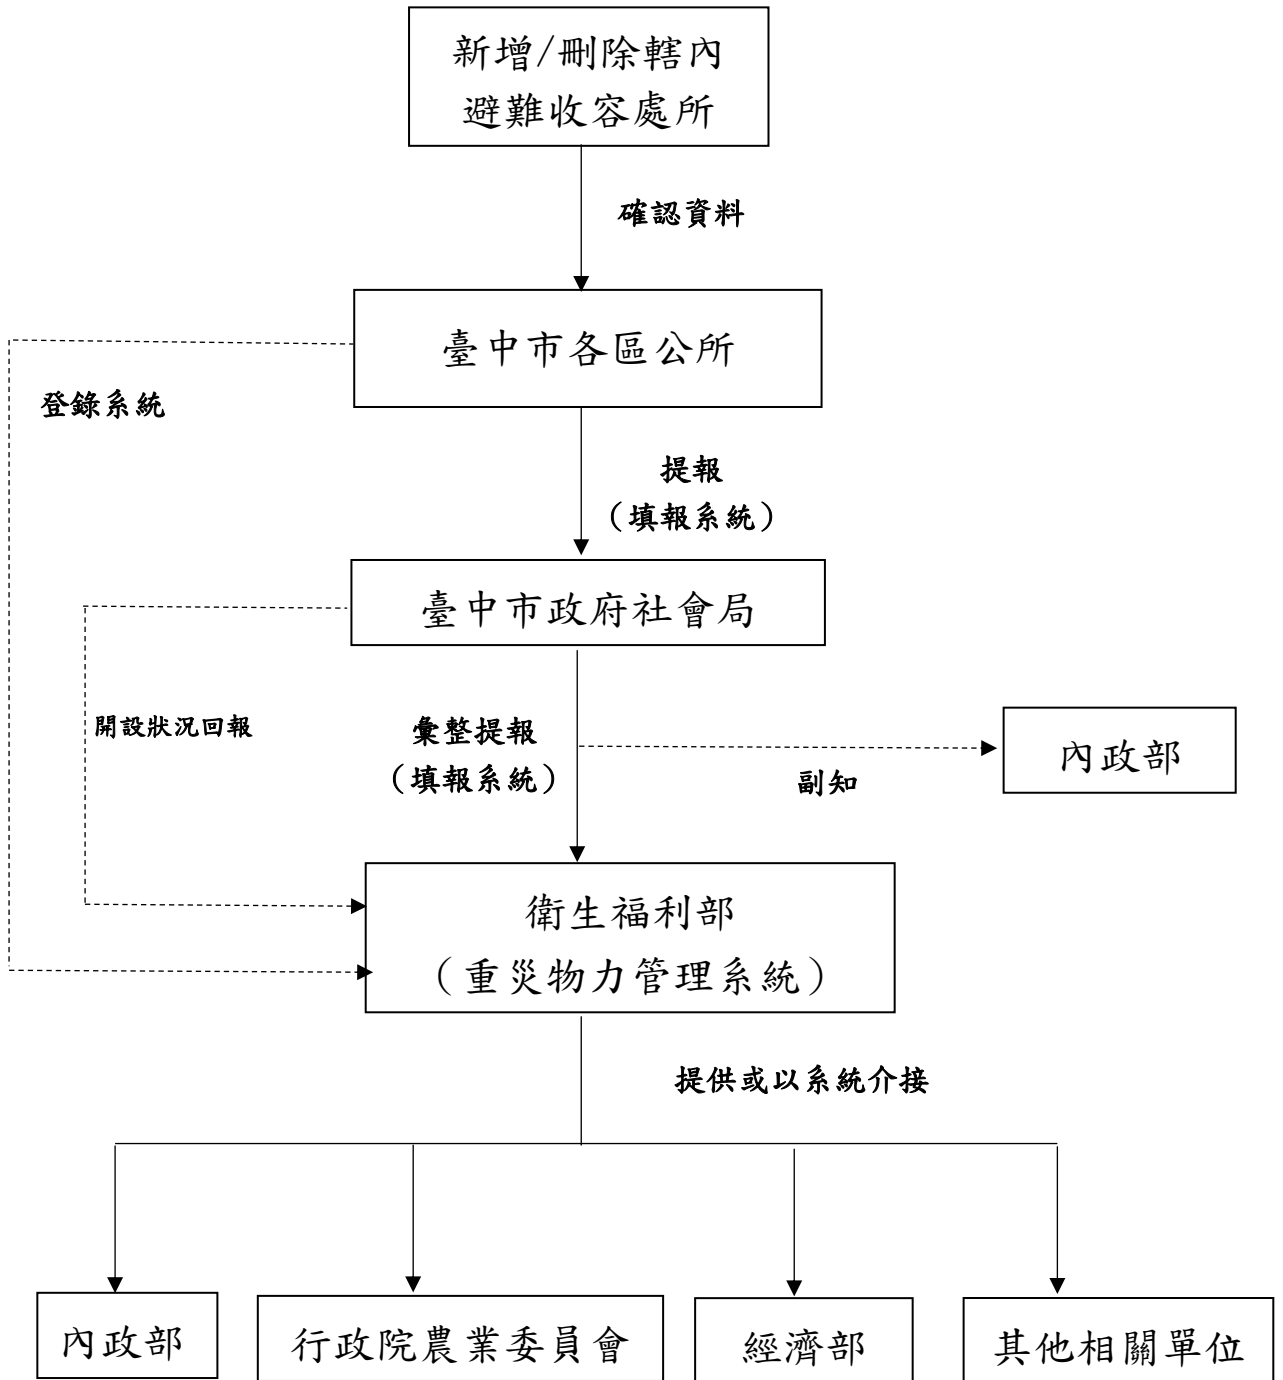 新增/刪除轄內
避難收容處所
確認資料
臺中市各區公所
登錄系統
提報
（填報系統）
臺中市政府社會局
開設狀況回報
彙整提報
（填報系統）
內政部
副知
衛生福利部
（重災物力管理系統）
提供或以系統介接
內政部
行政院農業委員會
經濟部
其他相關單位